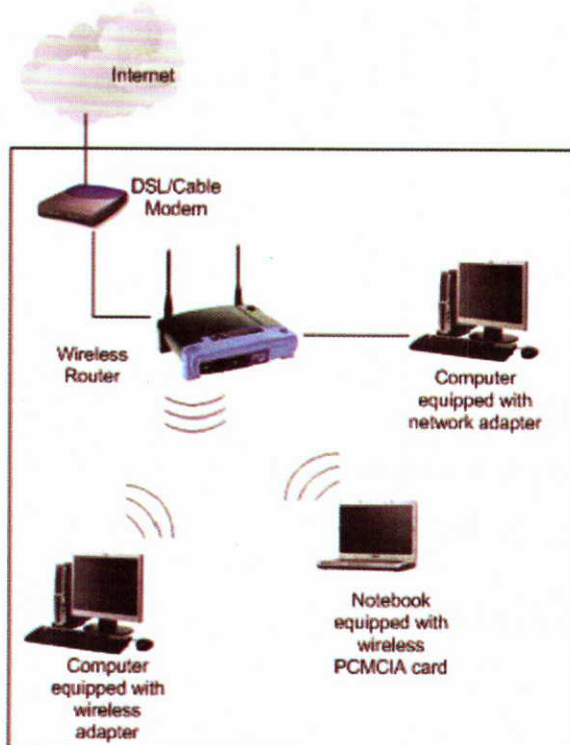 Internet
DSL/Cable
Modem
Wireless
Router
Computer
equipped with
network adapter
Notebook
equipped with
wireless
PCMCIA card
Computer
equipped with
wireless
adapter